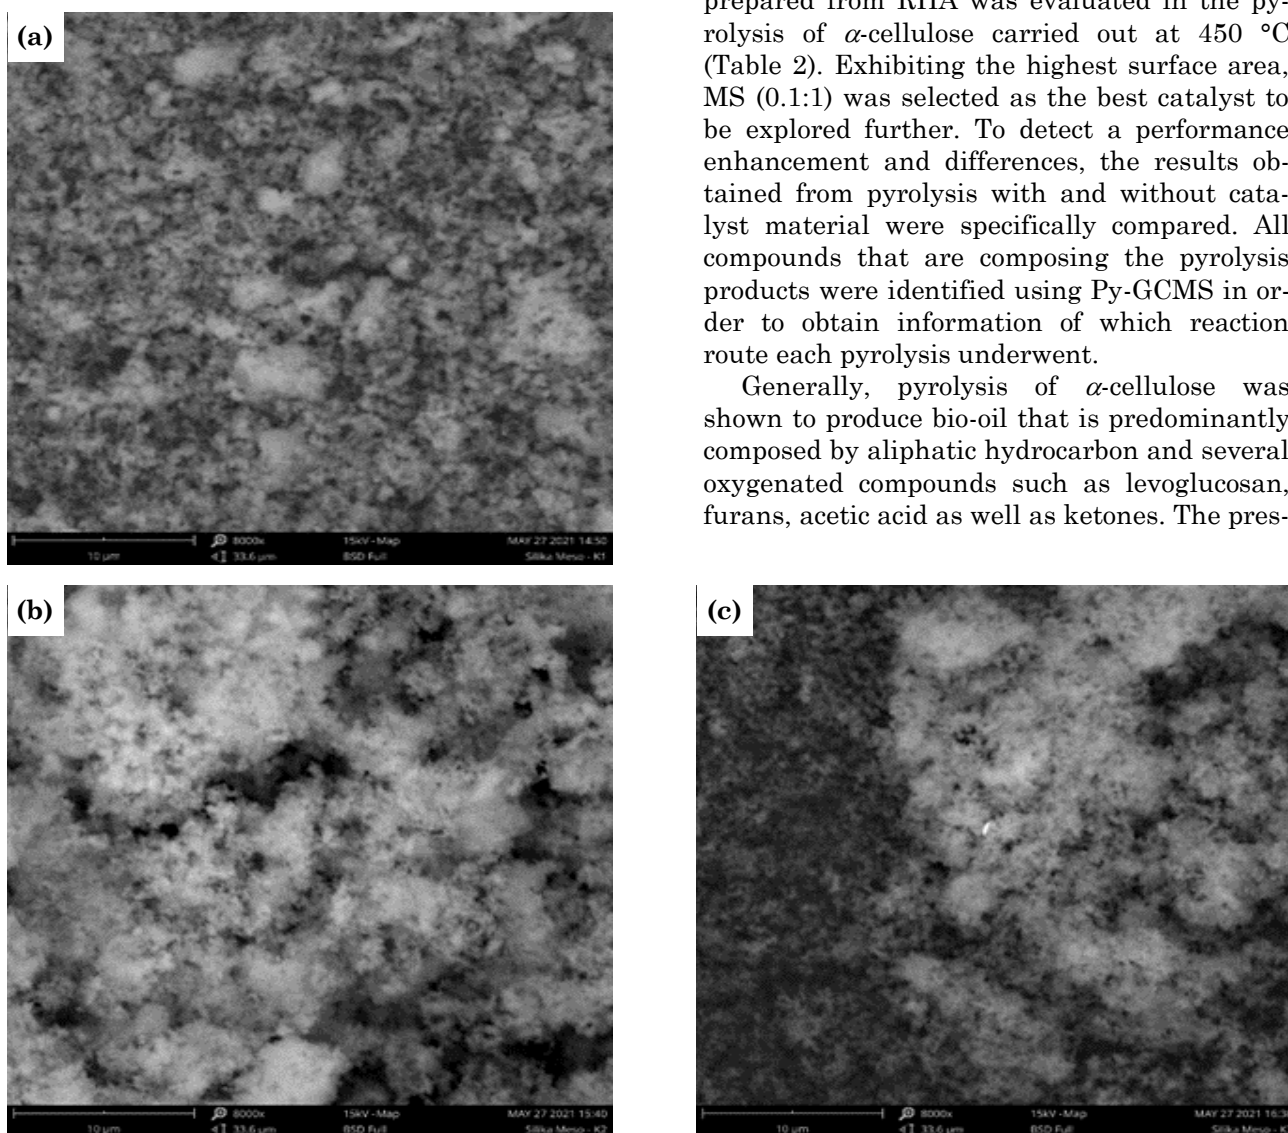 (a)
10 µm 8000x 15kV -Map MAY 27 2021 14:50
33.6 µm BSD Full Silika Meso - K1
prepared from RHA was evaluated in the py-
rolysis of α-cellulose carried out at 450 °C
(Table 2). Exhibiting the highest surface area,
MS (0.1:1) was selected as the best catalyst to
be explored further. To detect a performance
enhancement and differences, the results ob-
tained from pyrolysis with and without cata-
lyst material were specifically compared. All
compounds that are composing the pyrolysis
products were identified using Py-GCMS in or-
der to obtain information of which reaction
route each pyrolysis underwent.
Generally, pyrolysis of α-cellulose was
shown to produce bio-oil that is predominantly
composed by aliphatic hydrocarbon and several
oxygenated compounds such as levoglucosan,
furans, acetic acid as well as ketones. The pres-
(b)
8000x 15kV -Map MAY 27 2021 15:40
10 µm 33.6 µm BSD Full Silika Meso - K2
(c)
8000x 15kV -Map MAY 27 2021
10 µm 33.6 µm BSD Full Silika Meso -